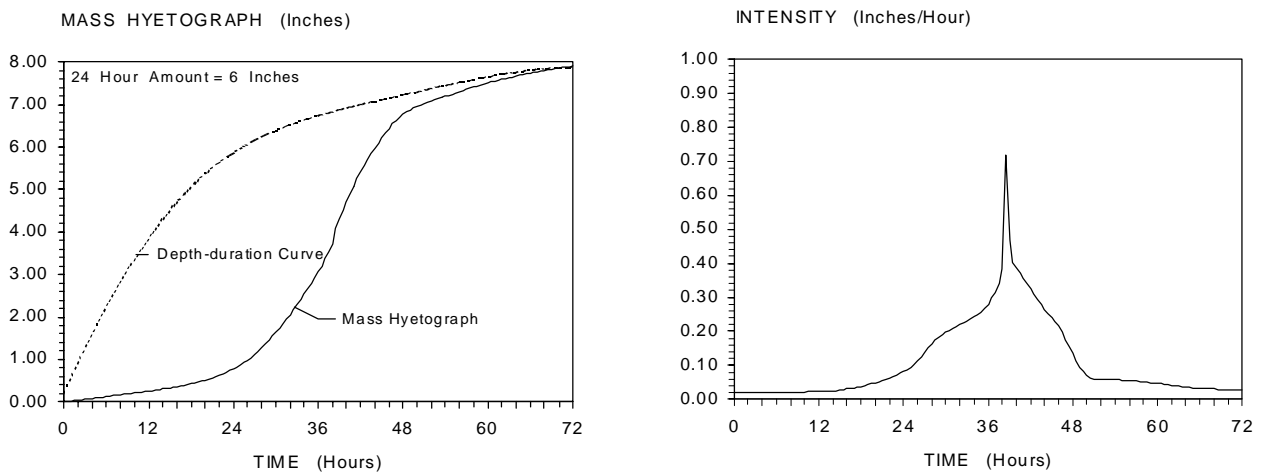 MASS HYETOGRAPH (Inches)
8.00
7.00
6.00
5.00
4.00
3.00
2.00
1.00
0.00
24 Hour Amount = 6 Inches
Depth-duration Curve
Mass Hyetograph
0 12 24 36 48 60 72
TIME (Hours)
INTENSITY (Inches/Hour)
1.00
0.90
0.80
0.70
0.60
0.50
0.40
0.30
0.20
0.10
0.00
0 12 24 36 48 60 72
TIME (Hours)